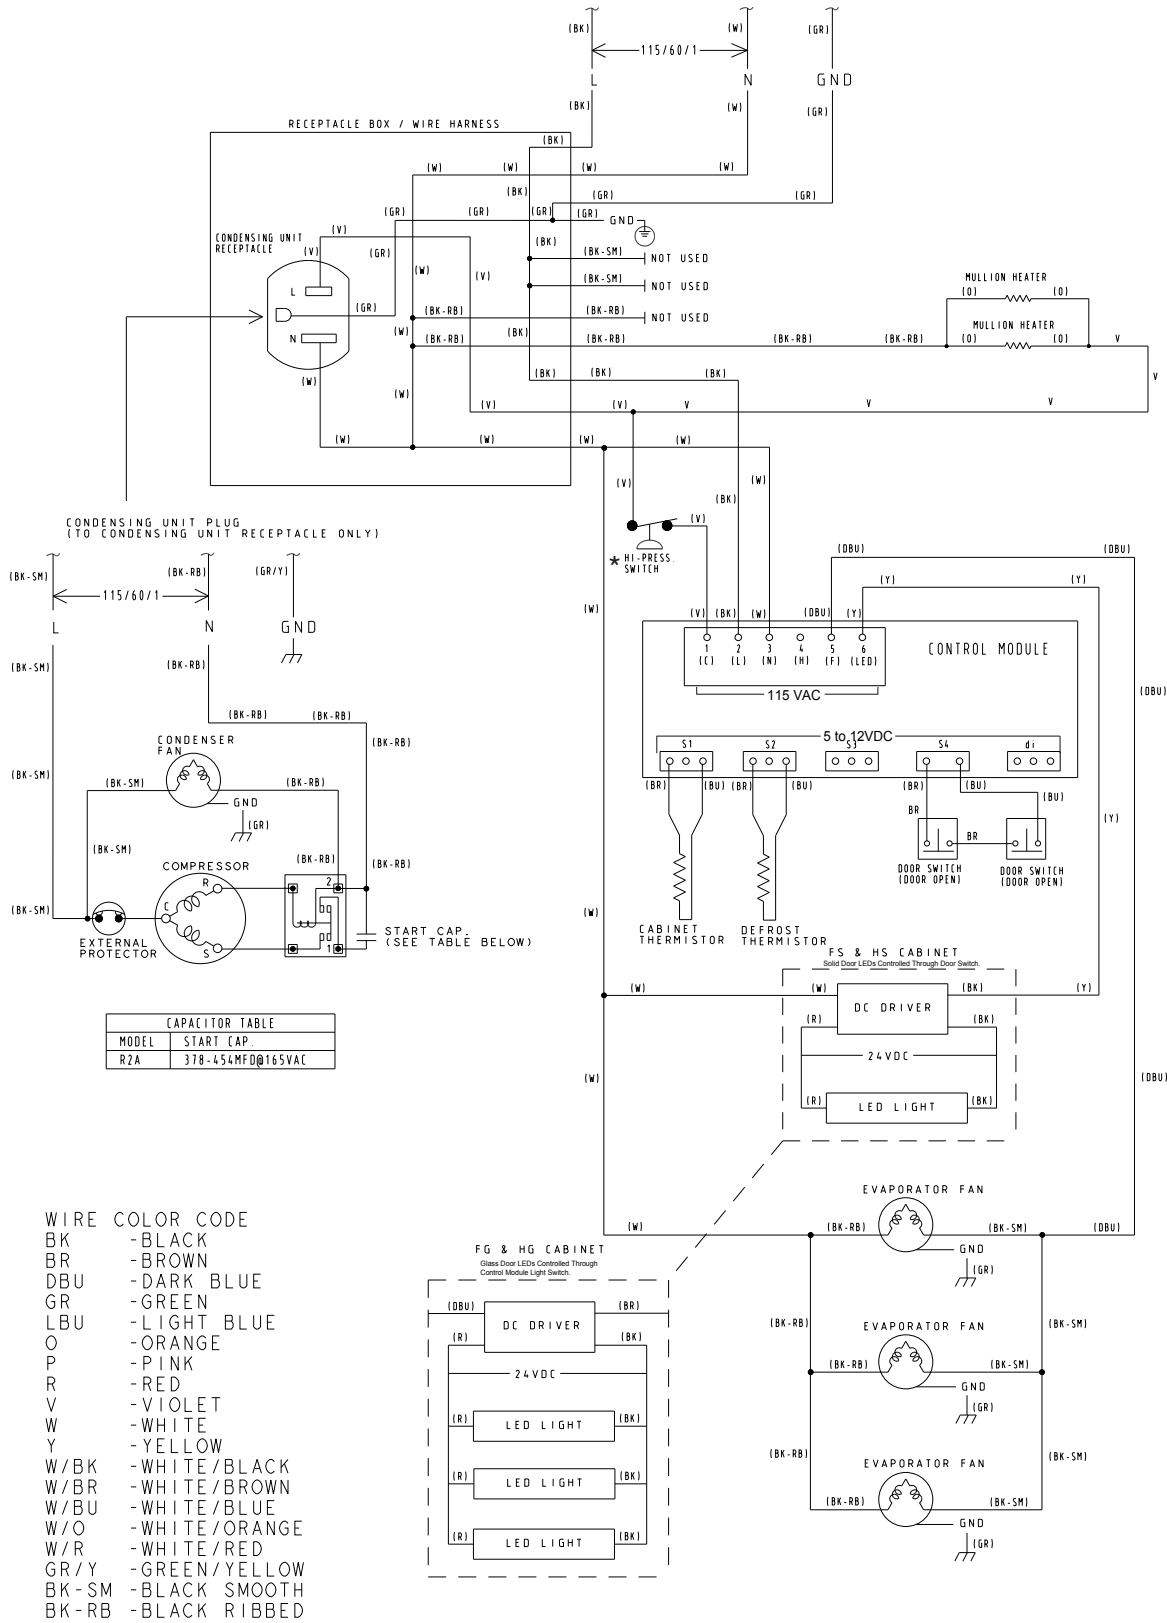 (BK)
(W)
(GR)
115/60/1
L
N
GND
(BK)
(W)
(GR)
RECEPTACLE BOX / WIRE HARNESS
(BK)
(W)
(W)
(W)
(W)
(BK)
(GR)
(GR)
(GR)
(GR)
(GR)
(GR)
GND
CONDENSING UNIT
RECEPTACLE
(V)
(V)
(GR)
(BK)
(BK-SM)
NOT USED
(W)
(V)
(BK-SM)
NOT USED
MULLION HEATER
(O)
(O)
L
(GR)
(BK-RB)
(BK-RB)
NOT USED
MULLION HEATER
N
(W)
(BK)
(BK-RB)
(BK-RB)
(BK-RB)
(BK-RB)
(O)
(O)
V
(W)
(BK)
(BK)
V
(W)
(V)
(V)
V
V
V
(W)
(W)
(W)
(W)
(V)
(W)
(BK)
CONDENSING UNIT PLUG
(TO CONDENSING UNIT RECEPTACLE ONLY)
(V)
* HI-PRESS.
SWITCH
(DBU)
(DBU)
(BK-SM)
(BK-RB)
(GR/Y)
(Y)
(Y)
115/60/1
L
N
GND
(W)
(V)
(BK)
(W)
(DBU)
(Y)
1
2
3
4
5
6
(C)
(L)
(N)
(H)
(F)
(LED)
CONTROL MODULE
115 VAC
(BK-SM)
(BK-RB)
(DBU)
(BK-RB)
(BK-RB)
(BK-RB)
5 to 12VDC
S1
S2
S3
S4
di
CONDENSER
FAN
(BK-SM)
(BK-SM)
(BK-RB)
GND
(GR)
(BR)
(BU)
(BR)
(BU)
(BR)
(BU)
(BU)
BR
BR
(Y)
DOOR SWITCH
(DOOR OPEN)
DOOR SWITCH
(DOOR OPEN)
(BK-SM)
COMPRESSOR
(BK-RB)
(BK-RB)
R
C
S
2
1
(BK-SM)
EXTERNAL
PROTECTOR
START CAP.
(SEE TABLE BELOW)
(W)
CABINET
THERMISTOR
DEFROST
THERMISTOR
FS & HS CABINET
Solid Door LEDs Controlled Through Door Switch.
(W)
(W)
(BK)
(Y)
DC DRIVER
(R)
(BK)
24VDC
(R)
LED LIGHT
(BK)
(W)
(DBU)
CAPACITOR TABLE
MODEL START CAP.
R2A 378-454MFD@165VAC
EVAPORATOR FAN
(W)
(BK-RB)
(BK-SM)
(DBU)
GND
(GR)
FG & HG CABINET
Glass Door LEDs Controlled Through
Control Module Light Switch.
(DBU)
(BR)
DC DRIVER
(R)
(BK)
24VDC
(R)
LED LIGHT
(BK)
(R)
LED LIGHT
(BK)
(R)
LED LIGHT
(BK)
(BK-RB)
EVAPORATOR FAN
(BK-SM)
(BK-RB)
(BK-SM)
GND
(GR)
(BK-RB)
EVAPORATOR FAN
(BK-SM)
(BK-RB)
(BK-SM)
GND
(GR)
WIRE COLOR CODE
BK -BLACK
BR -BROWN
DBU -DARK BLUE
GR -GREEN
LBU -LIGHT BLUE
O -ORANGE
P -PINK
R -RED
V -VIOLET
W -WHITE
Y -YELLOW
W/BK -WHITE/BLACK
W/BR -WHITE/BROWN
W/BU -WHITE/BLUE
W/O -WHITE/ORANGE
W/R -WHITE/RED
GR/Y -GREEN/YELLOW
BK-SM -BLACK SMOOTH
BK-RB -BLACK RIBBED